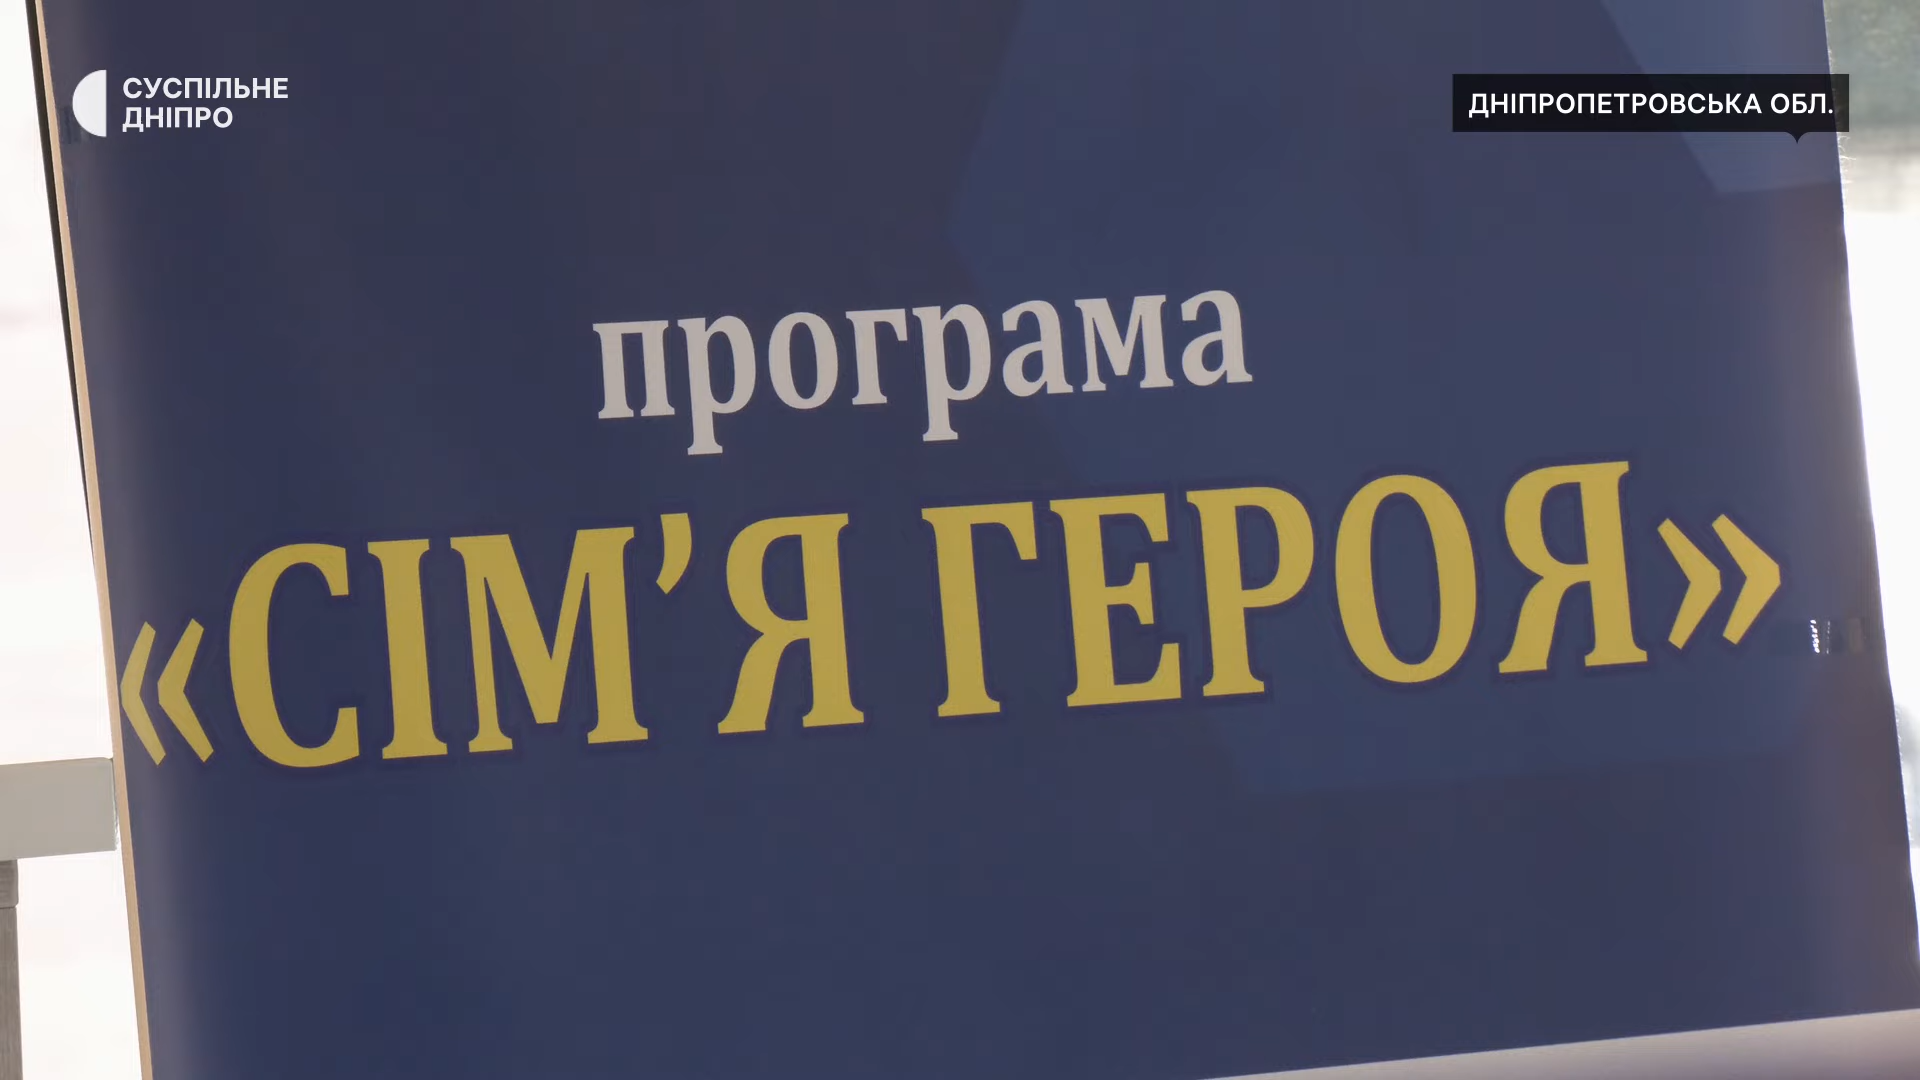 СУСПІЛЬНЕ
ДНІПРО
ДНІПРОПЕТРОВСЬКА ОБЛ.
програма
«СІМ’Я ГЕРОЯ»